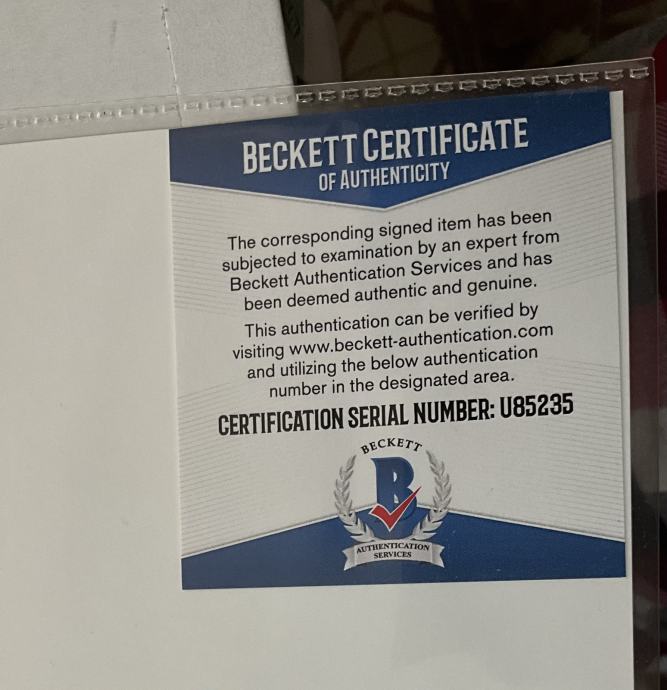 BECKETT CERTIFICATE
OF AUTHENTICITY
The corresponding signed item has been
subjected to examination by an expert from
Beckett Authentication Services and has
been deemed authentic and genuine.
This authentication can be verified by
visiting www.beckett-authentication.com
and utilizing the below authentication
number in the designated area.
CERTIFICATION SERIAL NUMBER: U85235
BECKETT
B
AUTHENTICATION
SERVICES